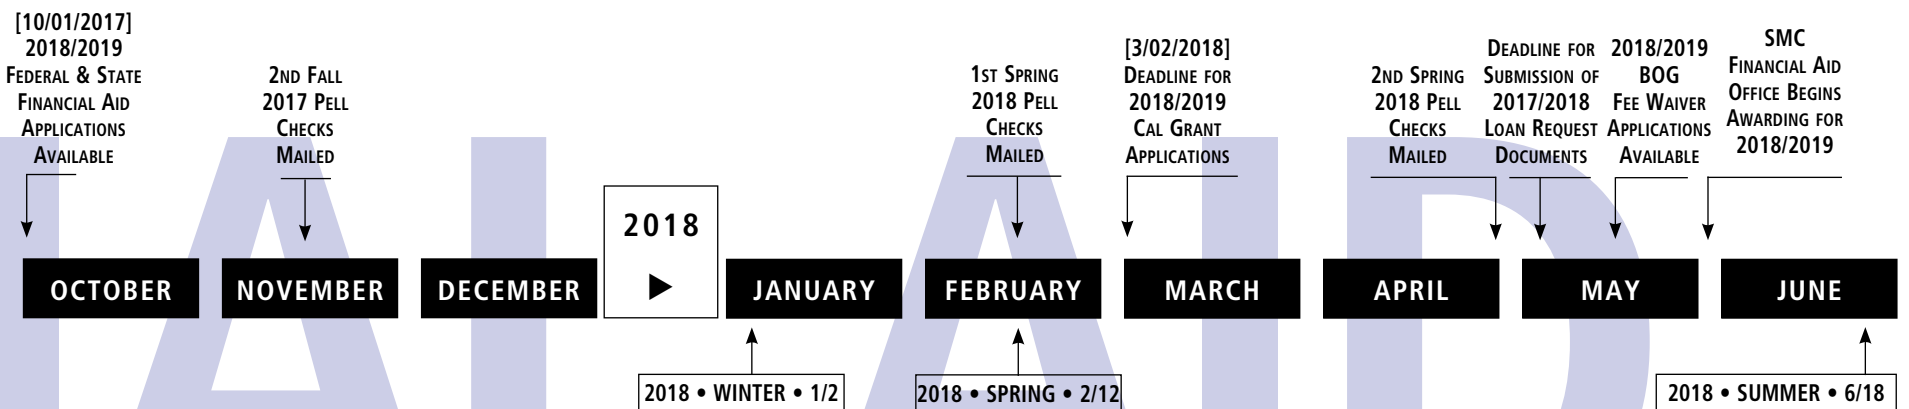 [10/01/2017]
2018/2019
Federal & State
Financial Aid
Applications
Available
2nd Fall
2017 Pell
Checks
Mailed
1st Spring
2018 Pell
Checks
Mailed
[3/02/2018]
Deadline for
2018/2019
Cal Grant
Applications
2nd Spring
2018 Pell
Checks
Mailed
Deadline for
Submission of
2017/2018
Loan Request
Documents
2018/2019
BOG
Fee Waiver
Applications
Available
SMC
Financial Aid
Office Begins
Awarding for
2018/2019
OCTOBER
NOVEMBER
DECEMBER
2018
JANUARY
FEBRUARY
MARCH
APRIL
MAY
JUNE
2018 • WINTER • 1/2
2018 • SPRING • 2/12
2018 • SUMMER • 6/18
IAL AID